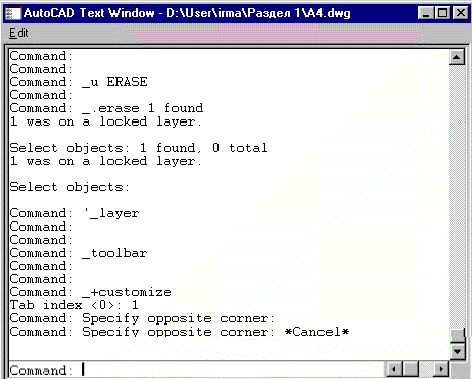 AutoCAD Text Window - D:\User\irma\Раздел 1\A4.dwg
Edit
Command:
Command:
Command: _u ERASE
Command:
Command: _.erase 1 found
1 was on a locked layer.
Select objects: 1 found, 0 total
1 was on a locked layer.
Select objects:
Command: '_layer
Command:
Command:
Command: _toolbar
Command:
Command:
Command: _+customize
Tab index <0>: 1
Command: Specify opposite corner:
Command: Specify opposite corner: *Cancel*
Command: